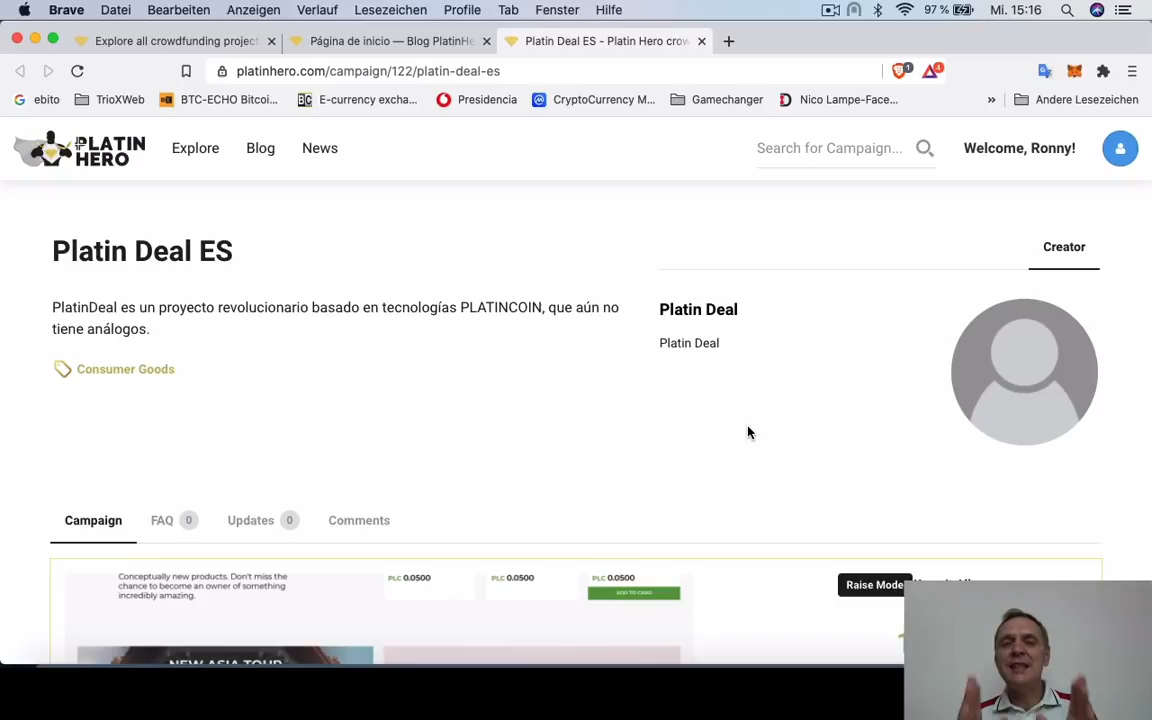 Brave Datei Bearbeiten Anzeigen Verlauf Lesezeichen Profile Tab Fenster Hilfe 97 % Mi. 15:16
Explore all crowdfunding project Página de inicio — Blog PlatinHe Platin Deal ES - Platin Hero crow
platinhero.com/campaign/122/platin-deal-es 1 4
ebito TrioXWeb BTC-ECHO Bitcoi... E-currency excha... Presidencia CryptoCurrency M... Gamechanger Nico Lampe-Face... » Andere Lesezeichen
PLATIN
HERO
Explore Blog News Search for Campaign... Welcome, Ronny!
Platin Deal ES
Creator
PlatinDeal es un proyecto revolucionario basado en tecnologías PLATINCOIN, que aún no
tiene análogos.
Consumer Goods
Platin Deal
Platin Deal
Campaign FAQ 0 Updates 0 Comments
Conceptually new products. Don't miss the
chance to become an owner of something
incredibly amazing.
PLC 0.0500 PLC 0.0500 PLC 0.0500
ADD TO CARD
Raise Mode
NEW ASIA TOUR